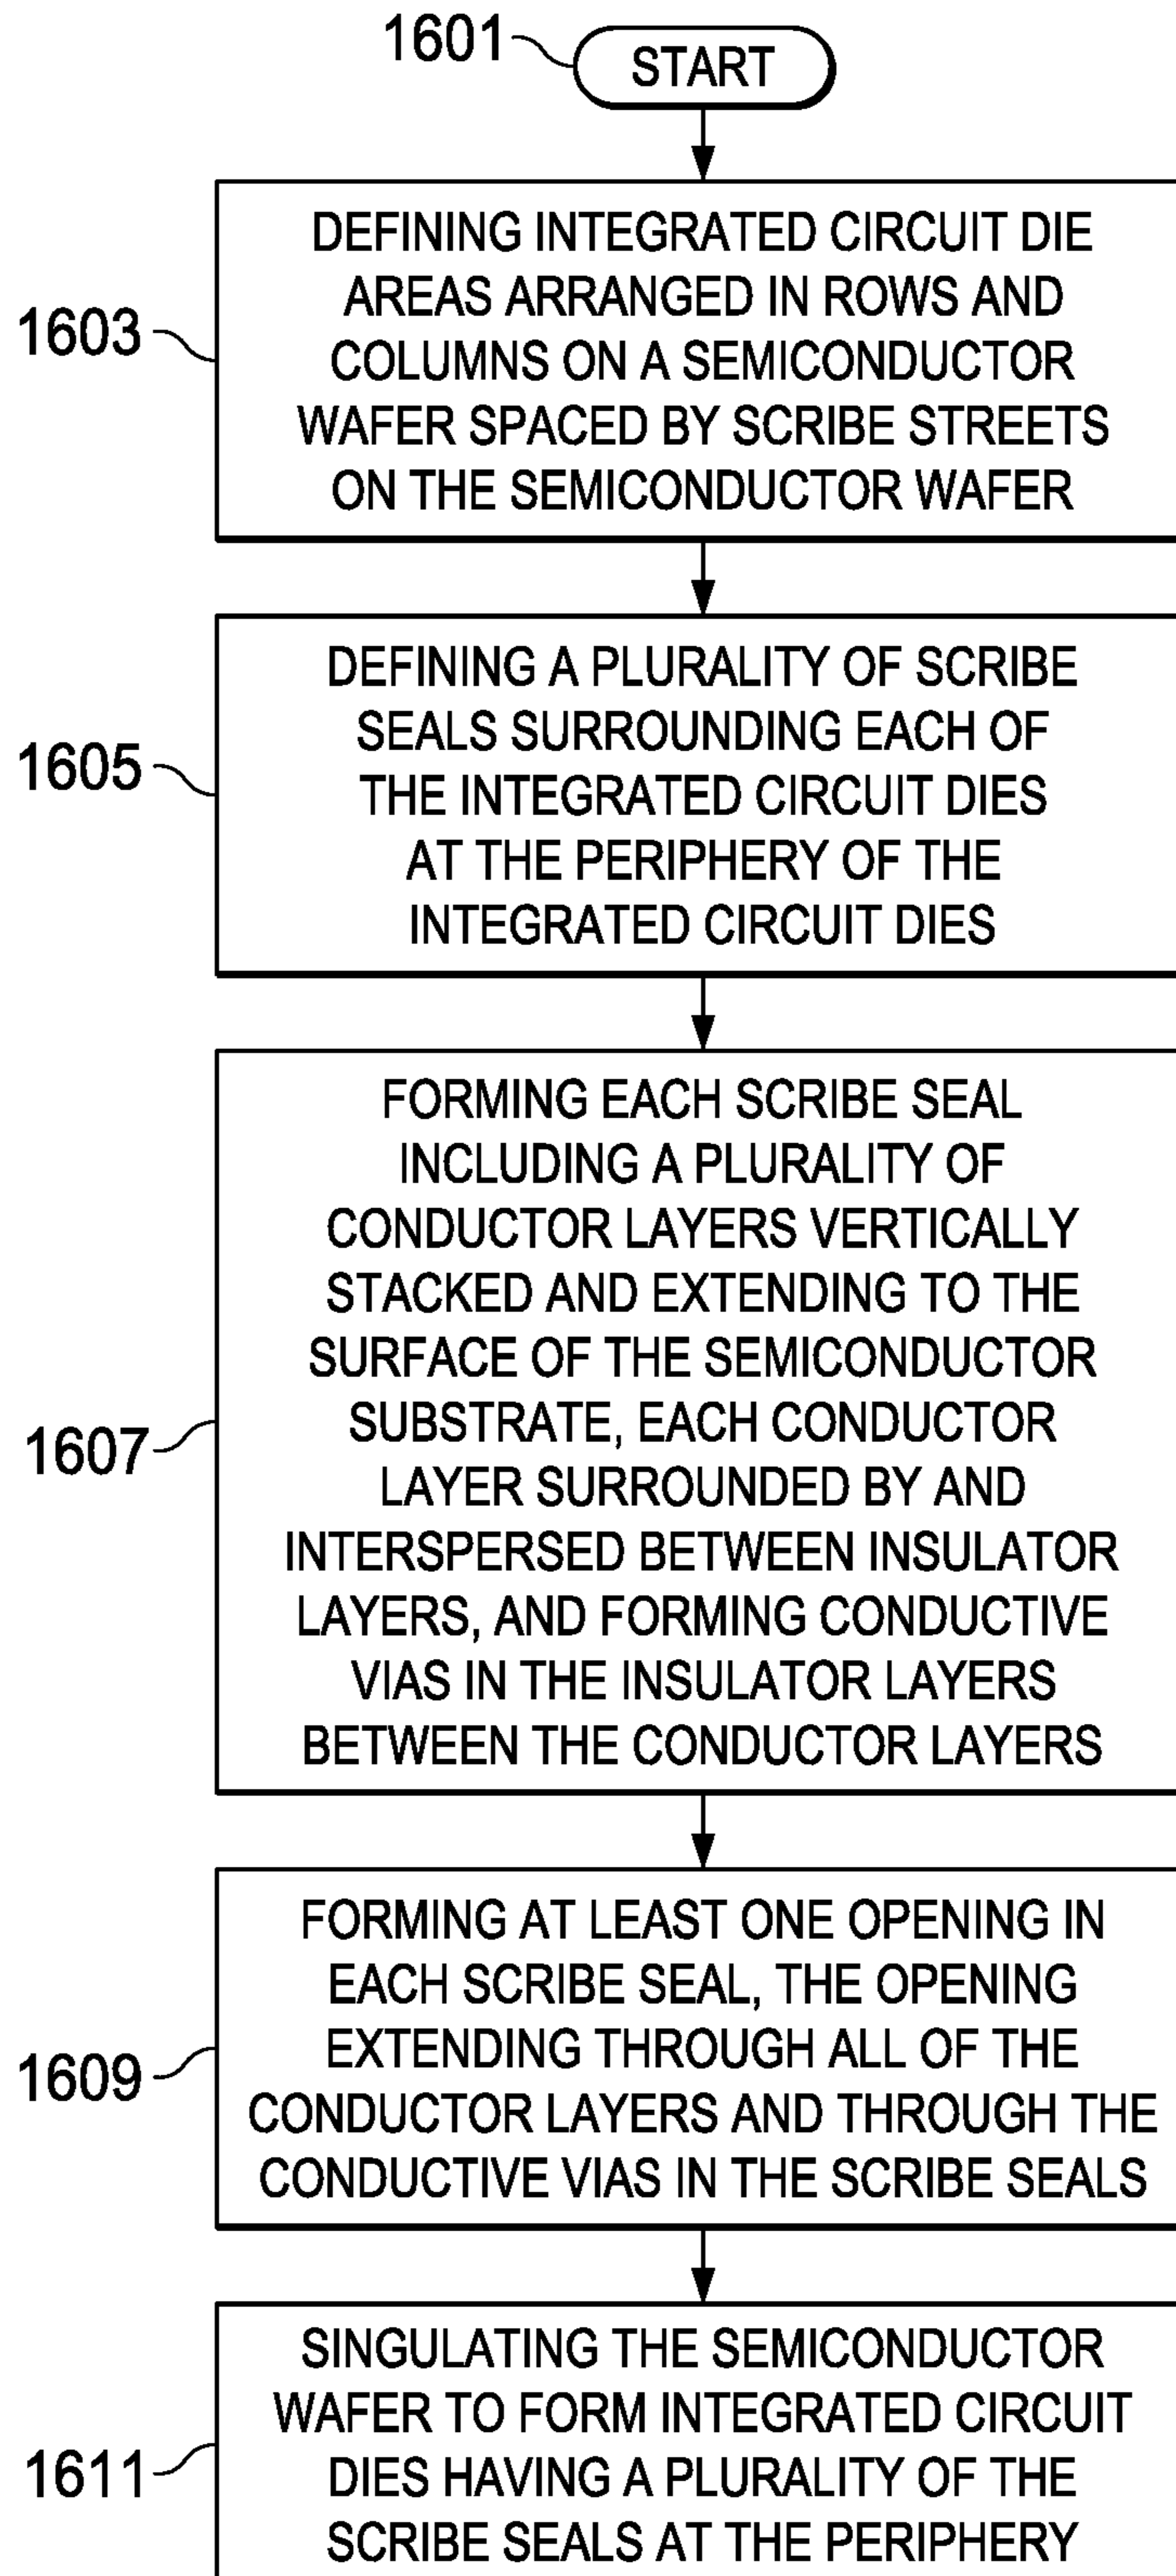 1601
START
1603
DEFINING INTEGRATED CIRCUIT DIE
AREAS ARRANGED IN ROWS AND
COLUMNS ON A SEMICONDUCTOR
WAFER SPACED BY SCRIBE STREETS
ON THE SEMICONDUCTOR WAFER
1605
DEFINING A PLURALITY OF SCRIBE
SEALS SURROUNDING EACH OF
THE INTEGRATED CIRCUIT DIES
AT THE PERIPHERY OF THE
INTEGRATED CIRCUIT DIES
1607
FORMING EACH SCRIBE SEAL
INCLUDING A PLURALITY OF
CONDUCTOR LAYERS VERTICALLY
STACKED AND EXTENDING TO THE
SURFACE OF THE SEMICONDUCTOR
SUBSTRATE, EACH CONDUCTOR
LAYER SURROUNDED BY AND
INTERSPERSED BETWEEN INSULATOR
LAYERS, AND FORMING CONDUCTIVE
VIAS IN THE INSULATOR LAYERS
BETWEEN THE CONDUCTOR LAYERS
1609
FORMING AT LEAST ONE OPENING IN
EACH SCRIBE SEAL, THE OPENING
EXTENDING THROUGH ALL OF THE
CONDUCTOR LAYERS AND THROUGH THE
CONDUCTIVE VIAS IN THE SCRIBE SEALS
1611
SINGULATING THE SEMICONDUCTOR
WAFER TO FORM INTEGRATED CIRCUIT
DIES HAVING A PLURALITY OF THE
SCRIBE SEALS AT THE PERIPHERY